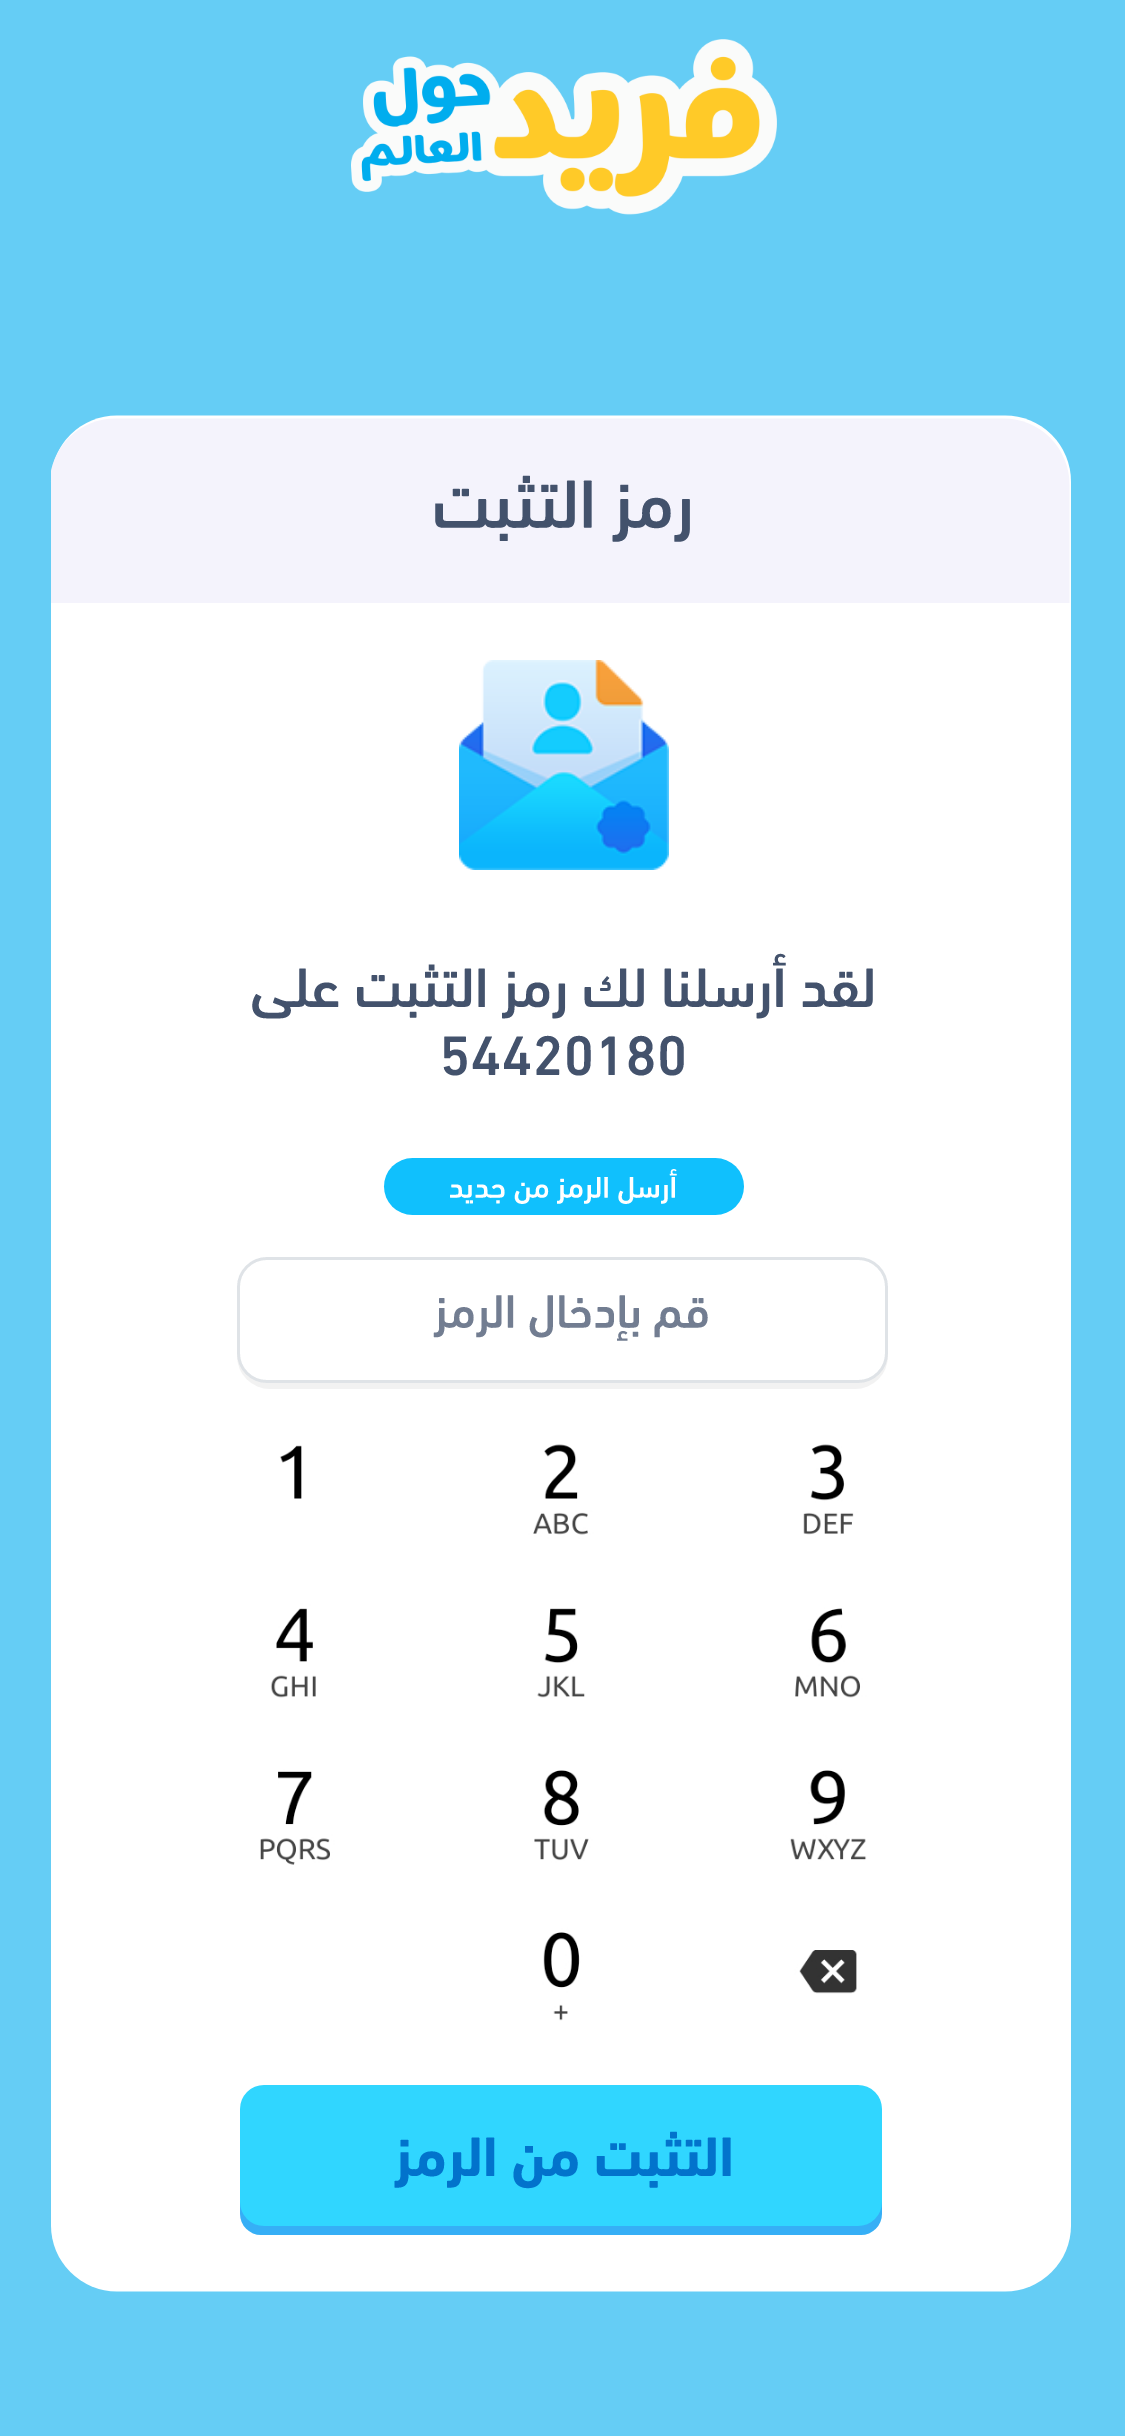 فريد حول
العالم
رمز التثبت
لقد أرسلنا لك رمز التثبت على
54420180
أرسل الرمز من جديد
قم بإدخال الرمز
1 2 3
ABC DEF
4 5 6
GHI JKL MNO
7 8 9
PQRS TUV WXYZ
0
+
التثبت من الرمز